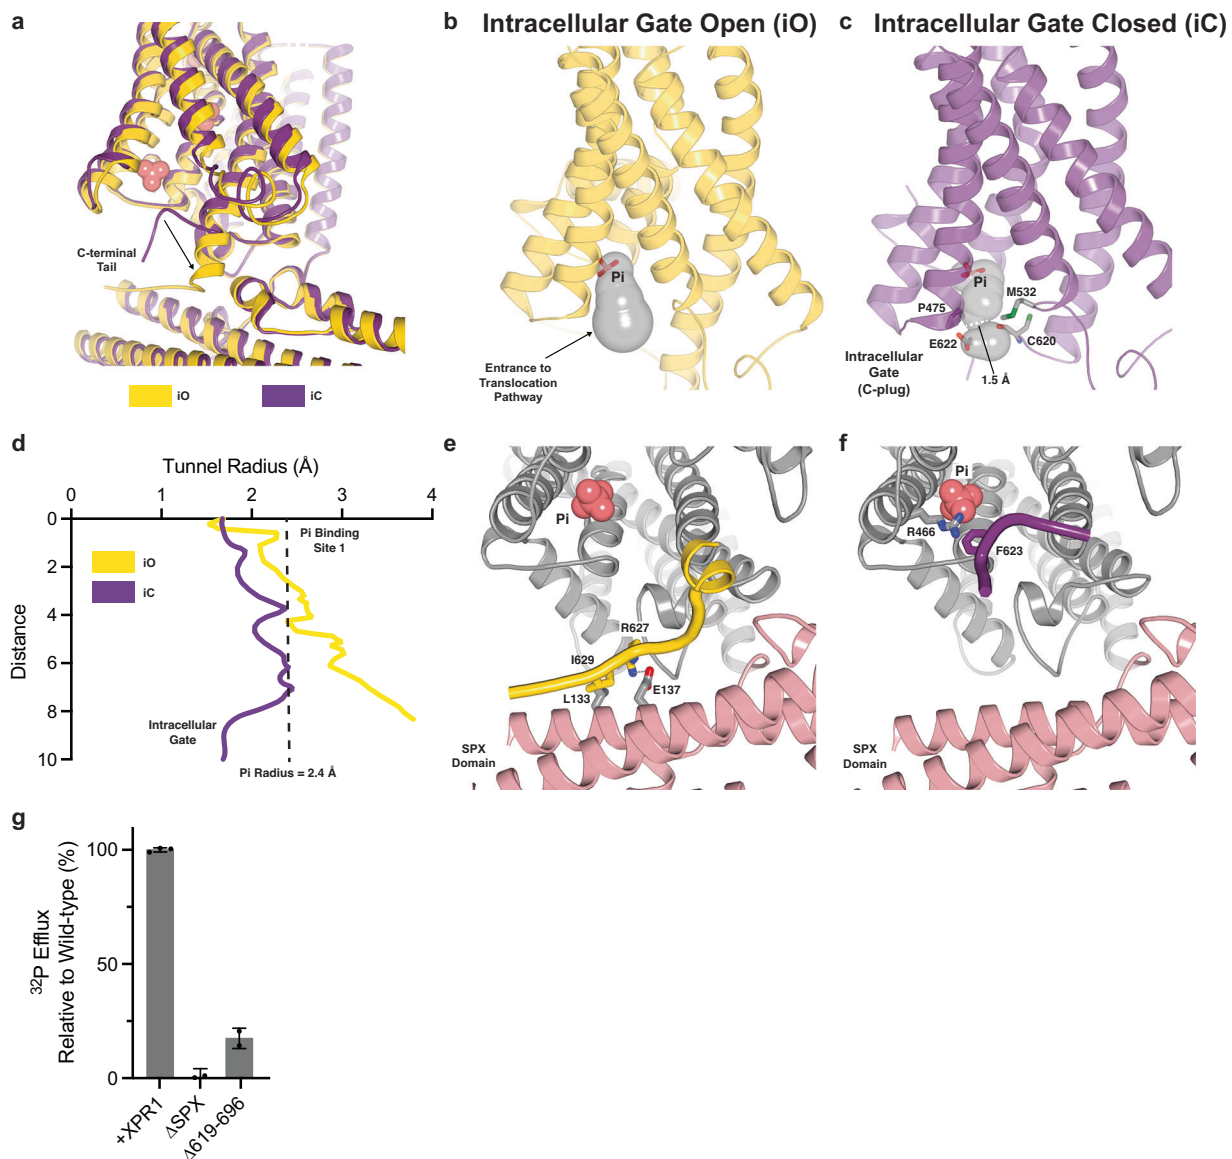 a
C-terminal
Tail
iO
iC
b Intracellular Gate Open (iO)
Pi
Entrance to
Translocation
Pathway
c Intracellular Gate Closed (iC)
Pi
M532
P475
E622
C620
Intracellular
Gate
(C-plug)
1.5 Å
d
Tunnel Radius (Å)
0 1 2 3 4
0
2
4
6
8
10
Distance
iO
iC
Pi Binding
Site 1
Intracellular
Gate
Pi Radius = 2.4 Å
e
Pi
R627
I629
L133
E137
SPX
Domain
f
Pi
R466
F623
SPX
Domain
g
32P Efflux
Relative to Wild-type (%)
100
50
0
+XPR1
ΔSPX
Δ619-696